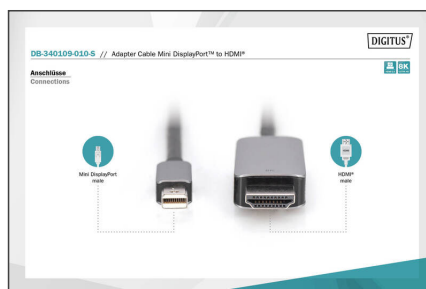 DIGITUS®
DB-340109-010-S // Adapter Cable Mini DisplayPort™ to HDMI®
Anschlüsse
Connections
8K
Mini DisplayPort
male
HDMI®
male